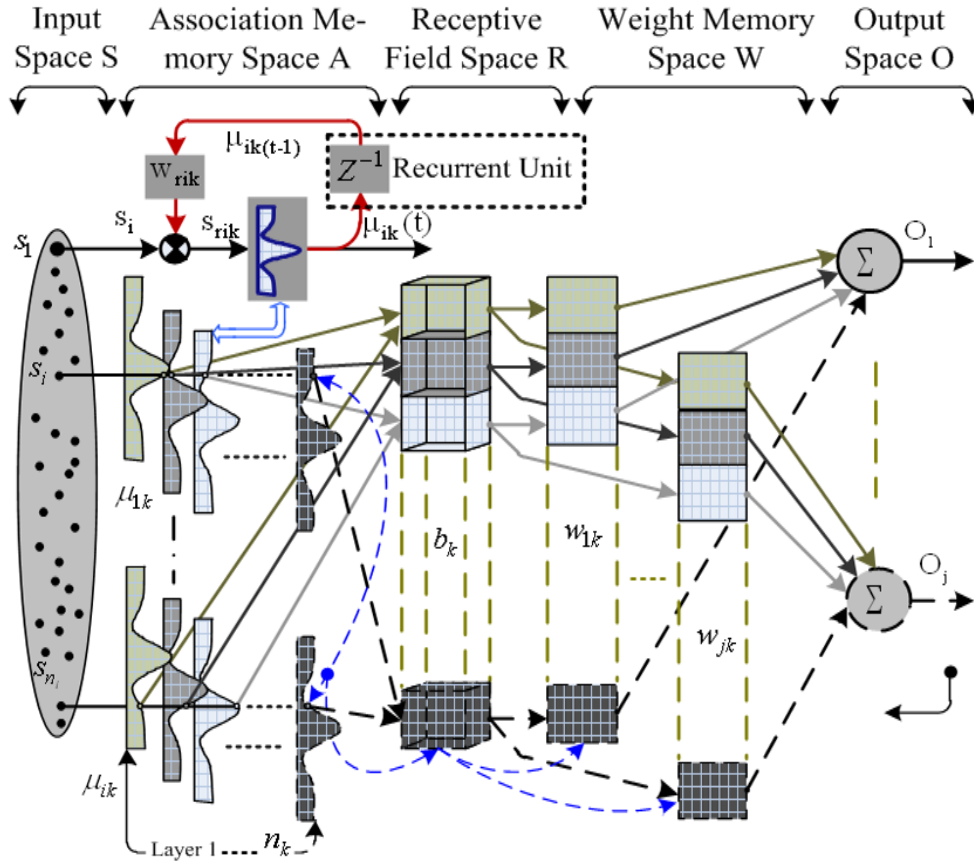 Input Space S
Association Me-
mory Space A
Receptive Field Space R
Weight Memory Space W
Output Space O
μik(t-1)
Z⁻¹ Recurrent Unit
wrik
si
srik
μik(t)
s1
Σ
O1
si
μ1k
bk
w1k
wjk
Σ
Oj
sni
μik
Layer 1
nk